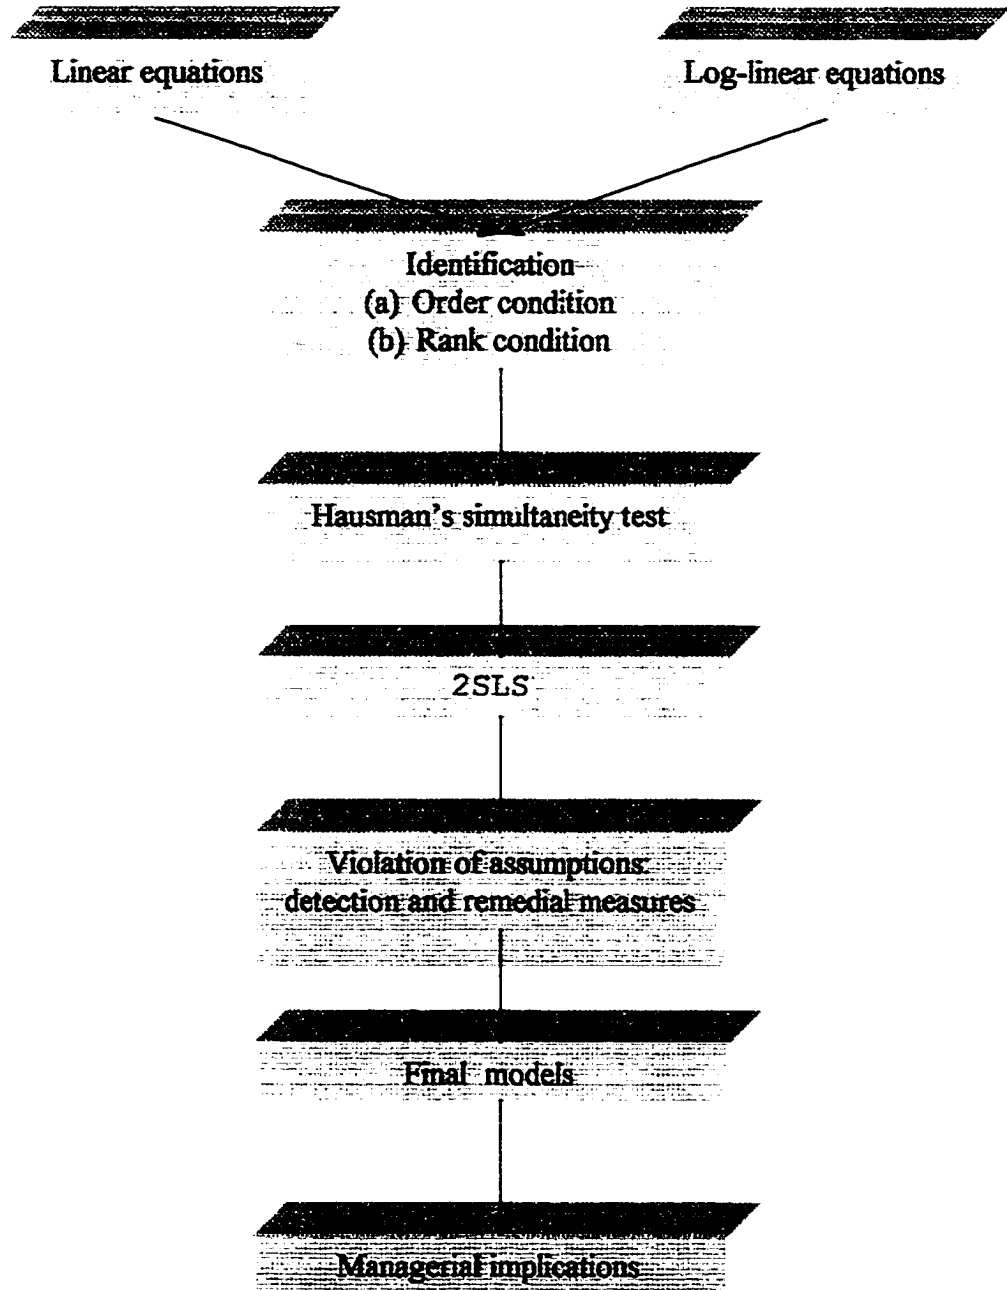 Linear equations
Log-linear equations
Identification
(a) Order condition
(b) Rank condition
Hausman's simultaneity test
2SLS
Violation of assumptions:
detection and remedial measures
Final models
Managerial implications